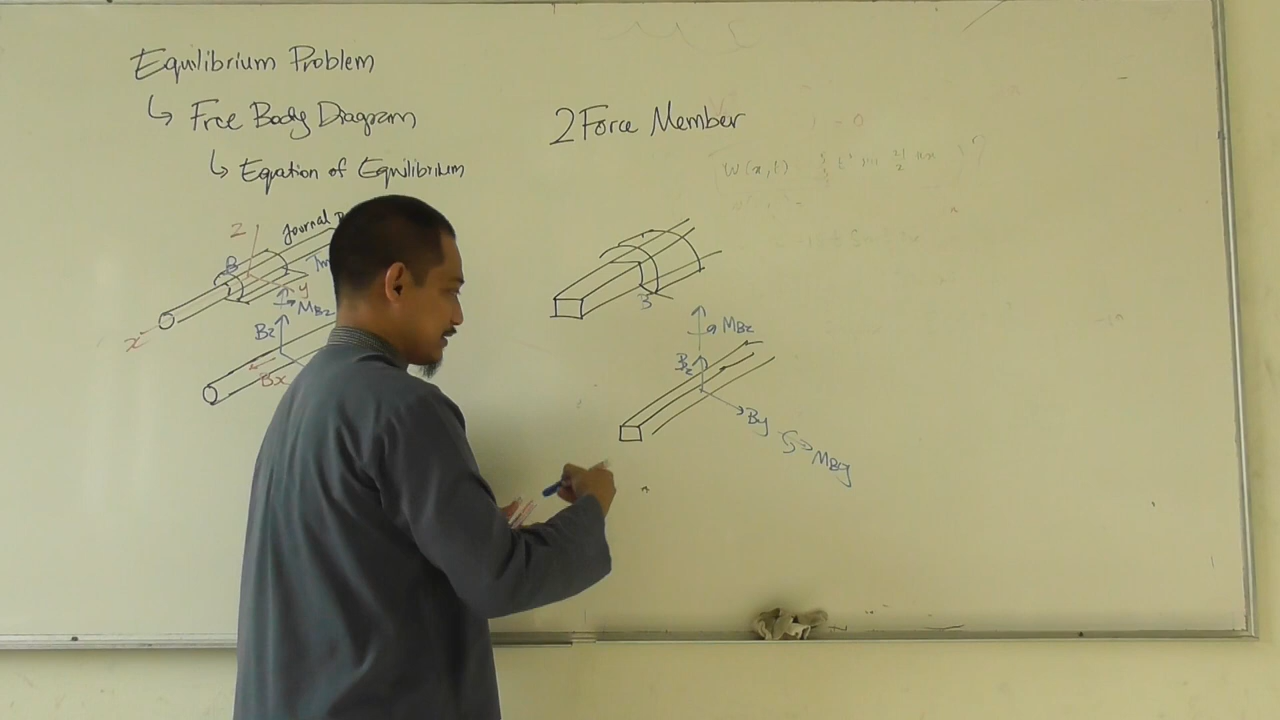 Equilibrium Problem
↳ Free Body Diagram
↳ Equation of Equilibrium
Z
Journal
B
y
MBz
x
Bz
Bx
2 Force Member
B
MBz
Bz
By
MBy
W(x,t)